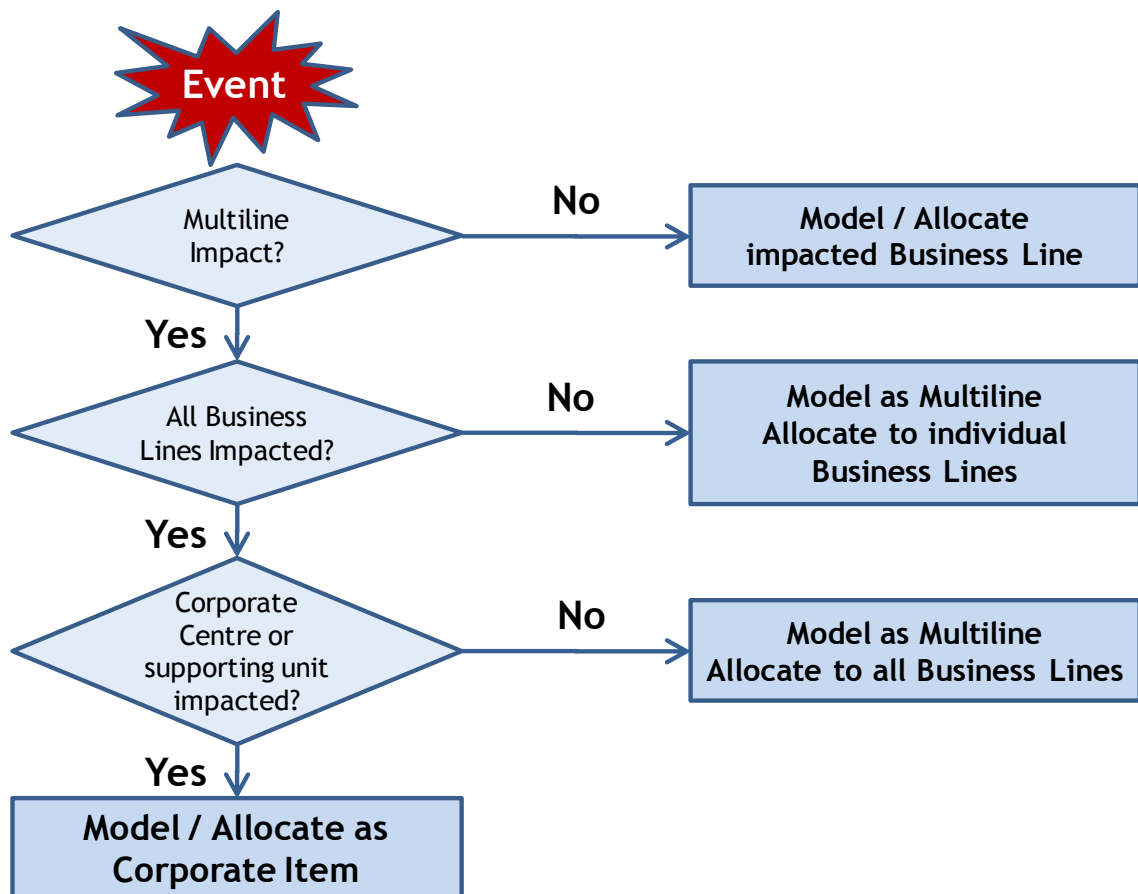 Event
Multiline
Impact?
No
Model / Allocate
impacted Business Line
Yes
All Business
Lines Impacted?
No
Model as Multiline
Allocate to individual
Business Lines
Yes
Corporate
Centre or
supporting unit
impacted?
No
Model as Multiline
Allocate to all Business Lines
Yes
Model / Allocate as
Corporate Item